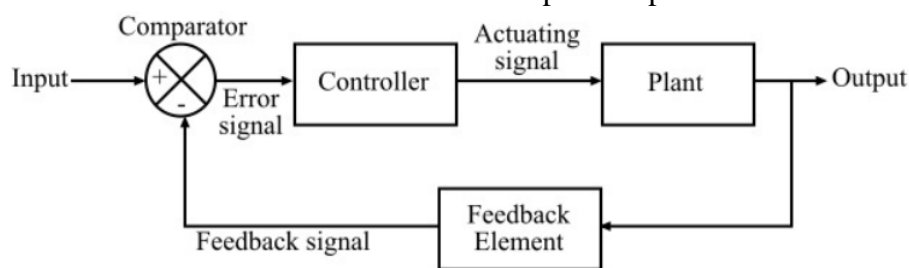 Comparator
Input
+
-
Error
signal
Controller
Actuating
signal
Plant
Output
Feedback signal
Feedback
Element